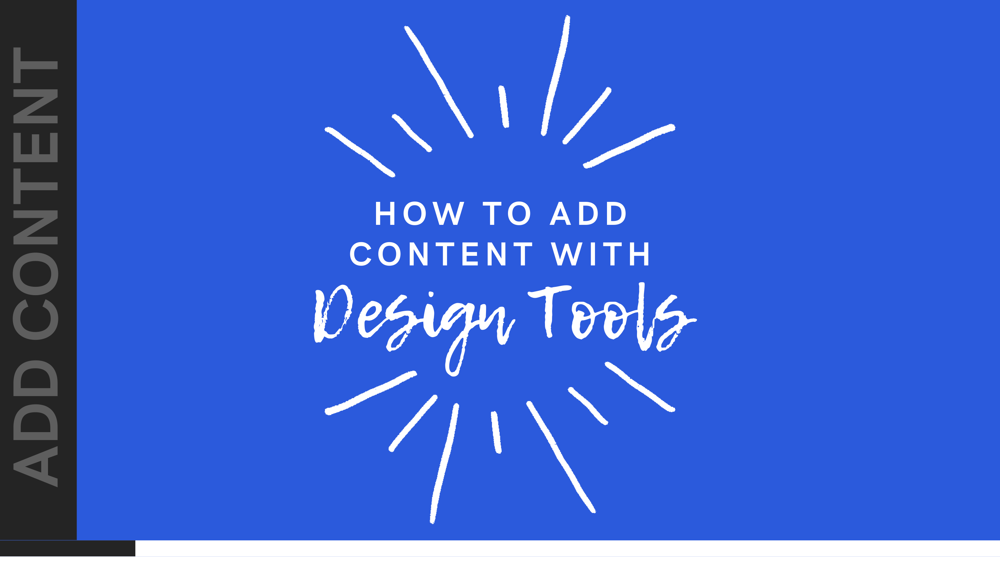 ADD CONTENT
HOW TO ADD
CONTENT WITH
Design Tools